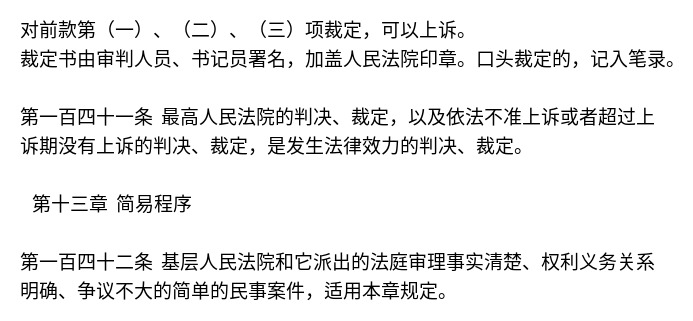 对前款第（一）、（二）、（三）项裁定，可以上诉。
裁定书由审判人员、书记员署名，加盖人民法院印章。口头裁定的，记入笔录。
第一百四十一条 最高人民法院的判决、裁定，以及依法不准上诉或者超过上
诉期没有上诉的判决、裁定，是发生法律效力的判决、裁定。
第十三章 简易程序
第一百四十二条 基层人民法院和它派出的法庭审理事实清楚、权利义务关系
明确、争议不大的简单的民事案件，适用本章规定。